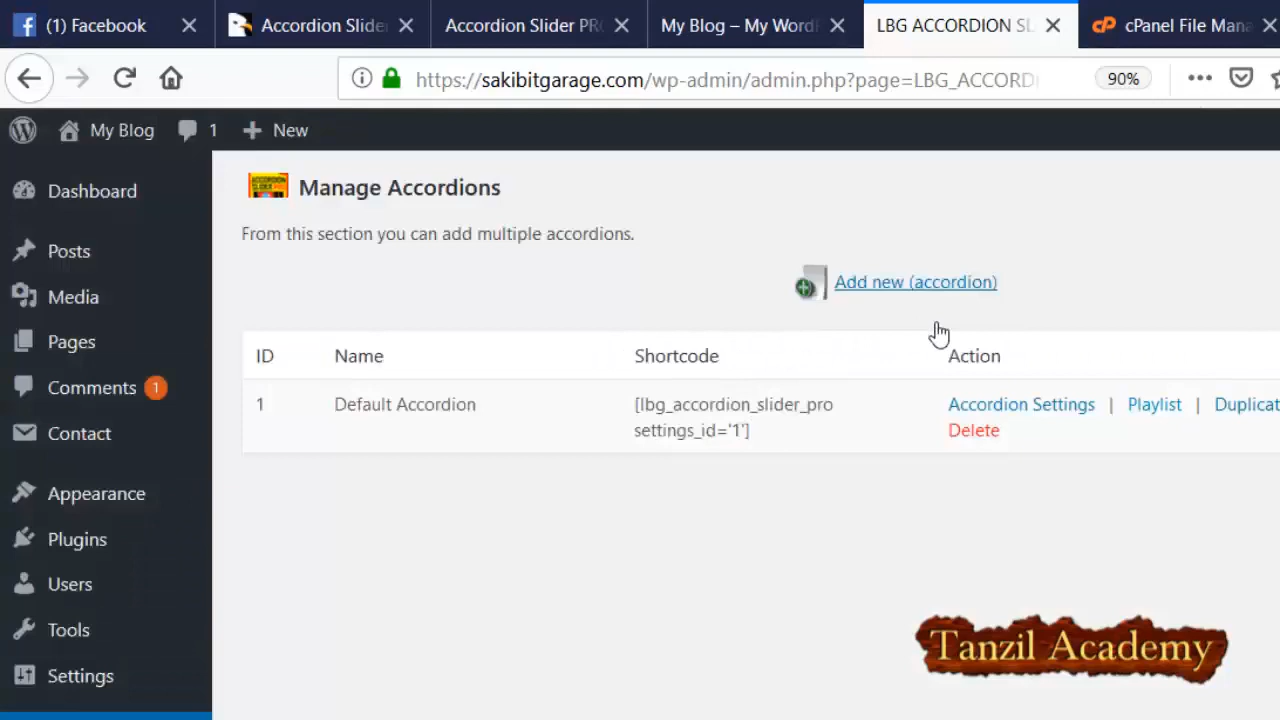 (1) Facebook
Accordion Slide
Accordion Slider PR
My Blog – My Word
LBG ACCORDION SL
cPanel File Mana
https://sakibitgarage.com/wp-admin/admin.php?page=LBG_ACCORD
90%
My Blog
1
New
Dashboard
Posts
Media
Pages
Comments 1
Contact
Appearance
Plugins
Users
Tools
Settings
Manage Accordions
From this section you can add multiple accordions.
Add new (accordion)
ID Name Shortcode Action
1 Default Accordion [lbg_accordion_slider_pro Accordion Settings | Playlist | Duplicat
settings_id='1'] Delete
Tanzil Academy